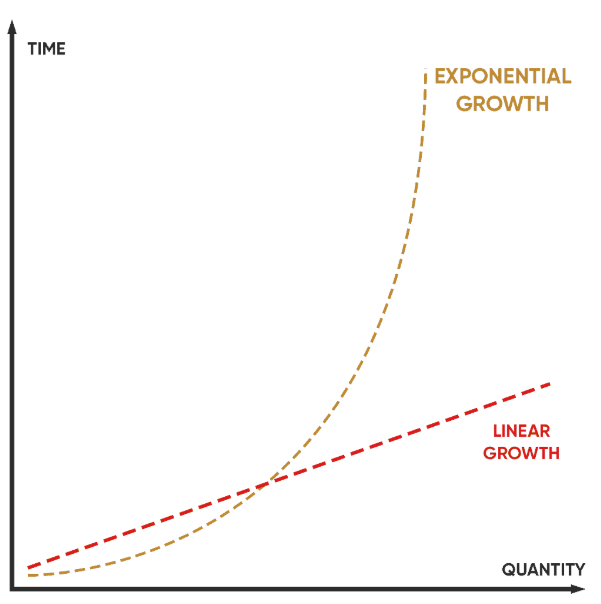 TIME
EXPONENTIAL
GROWTH
LINEAR
GROWTH
QUANTITY